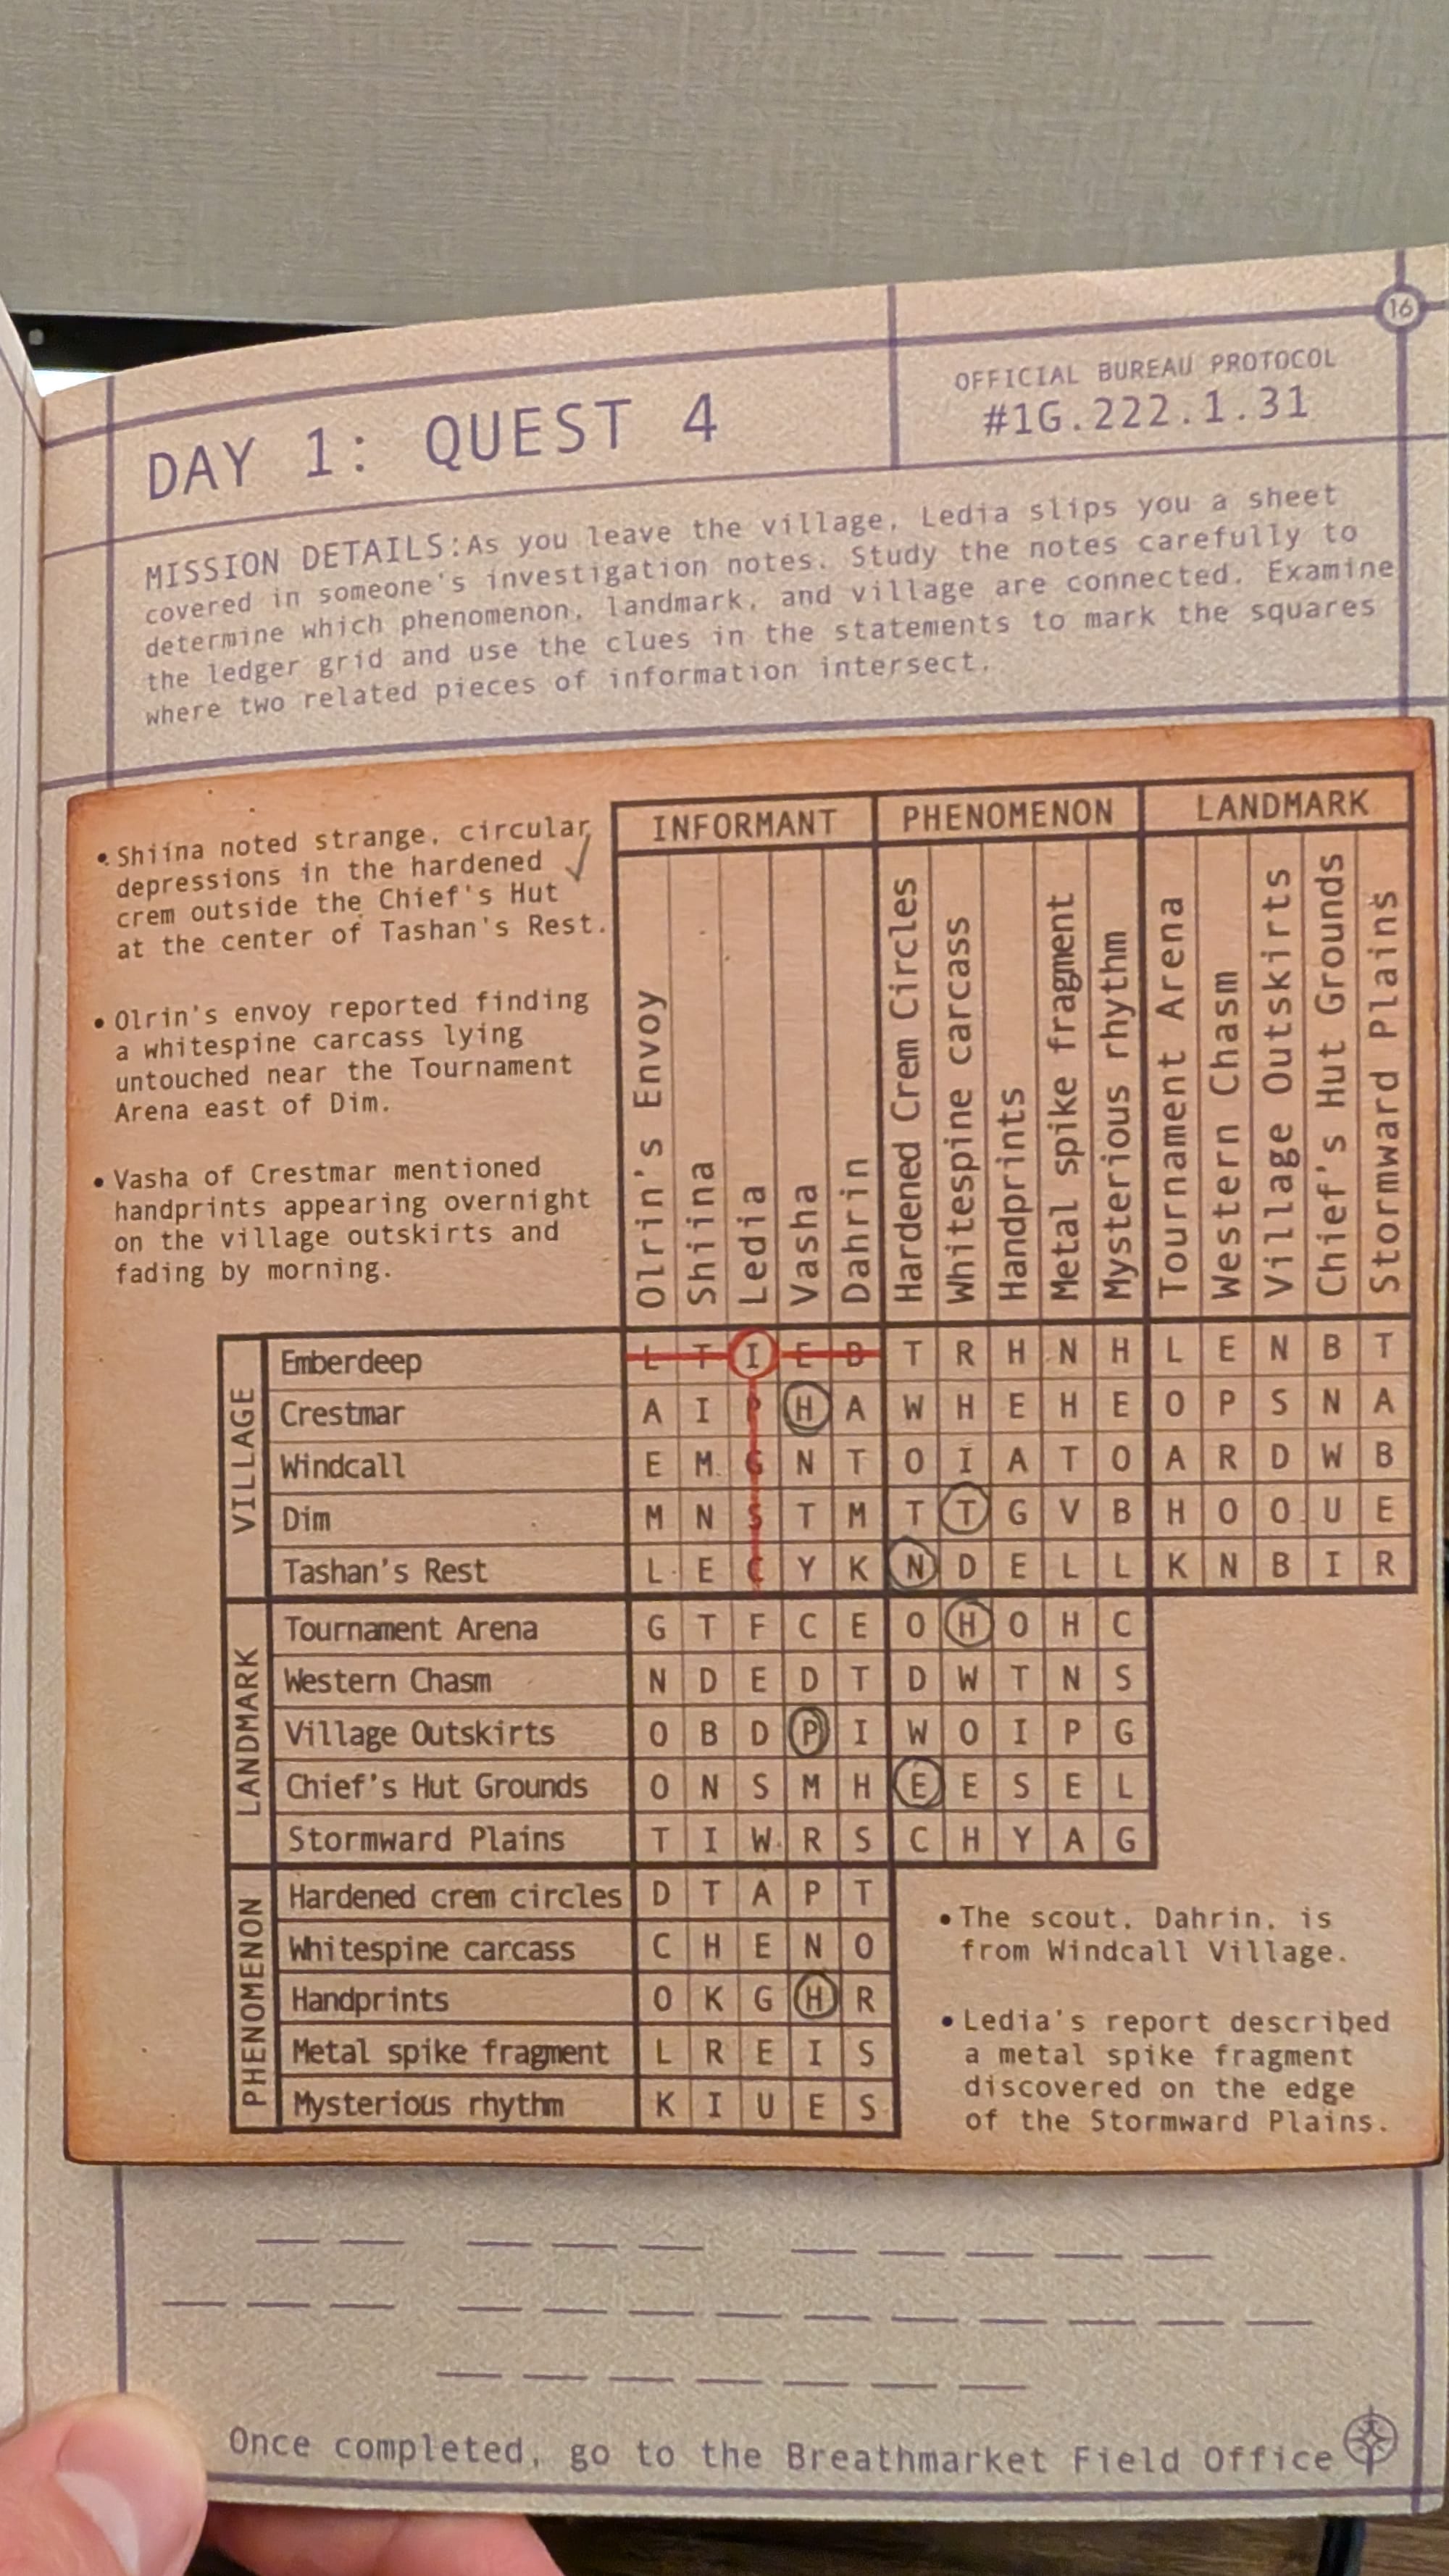 16
OFFICIAL BUREAU PROTOCOL
#1G.222.1.31
DAY 1: QUEST 4
MISSION DETAILS:As you leave the village, Ledia slips you a sheet
covered in someone's investigation notes. Study the notes carefully to
determine which phenomenon, landmark, and village are connected. Examine
the ledger grid and use the clues in the statements to mark the squares
where two related pieces of information intersect.
• Shiina noted strange, circular
depressions in the hardened
crem outside the Chief's Hut
at the center of Tashan's Rest.
• Olrin's envoy reported finding
a whitespine carcass lying
untouched near the Tournament
Arena east of Dim.
• Vasha of Crestmar mentioned
handprints appearing overnight
on the village outskirts and
fading by morning.
INFORMANT PHENOMENON LANDMARK
Olrin's Envoy
Shiina
Ledia
Vasha
Dahrin
Hardened Crem Circles
Whitespine carcass
Handprints
Metal spike fragment
Mysterious rhythm
Tournament Arena
Western Chasm
Village Outskirts
Chief's Hut Grounds
Stormward Plains
VILLAGE
Emberdeep L T I E B T R H N H L E N B T
Crestmar A I P H A W H E H E O P S N A
Windcall E M G N T O I A T O A R D W B
Dim M N S T M T T G V B H O O U E
Tashan's Rest L E C Y K N D E L L K N B I R
LANDMARK
Tournament Arena G T F C E O H O H C
Western Chasm N D E D T D W T N S
Village Outskirts O B D P I W O I P G
Chief's Hut Grounds O N S M H E E S E L
Stormward Plains T I W R S C H Y A G
PHENOMENON
Hardened crem circles D T A P T
Whitespine carcass C H E N O
Handprints O K G H R
Metal spike fragment L R E I S
Mysterious rhythm K I U E S
• The scout, Dahrin, is
from Windcall Village.
• Ledia's report described
a metal spike fragment
discovered on the edge
of the Stormward Plains.
Once completed, go to the Breathmarket Field Office